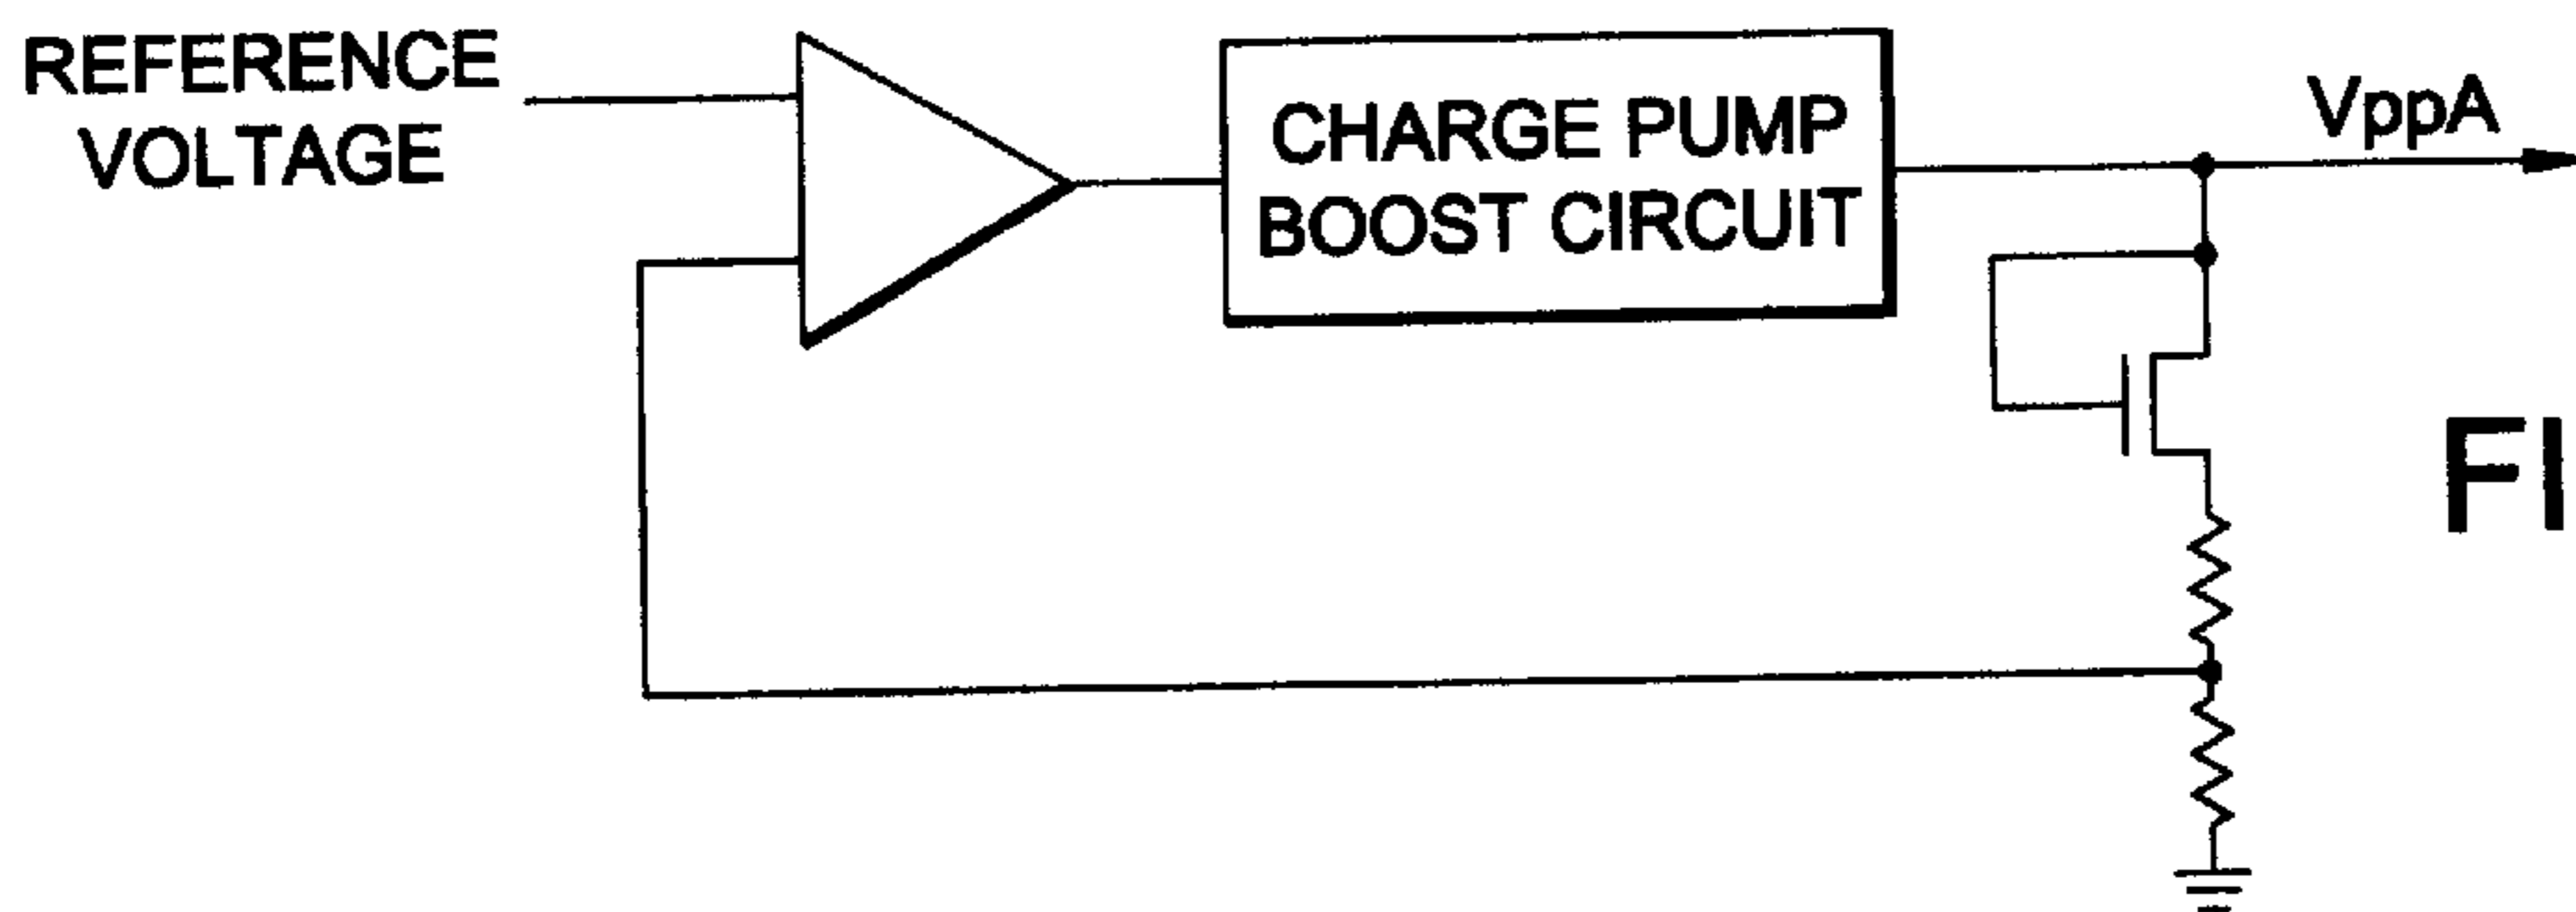 REFERENCE
VOLTAGE
CHARGE PUMP
BOOST CIRCUIT
VppA
FI